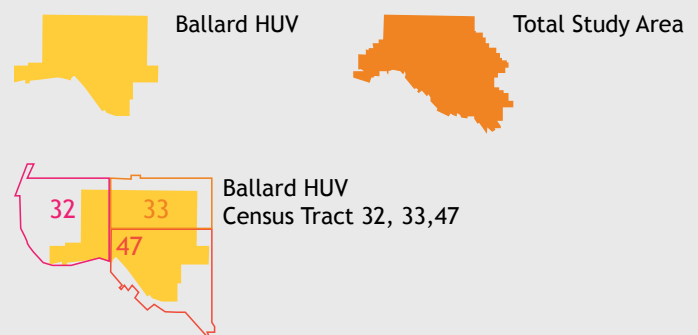 Ballard HUV
Total Study Area
32
33
47
Ballard HUV
Census Tract 32, 33,47